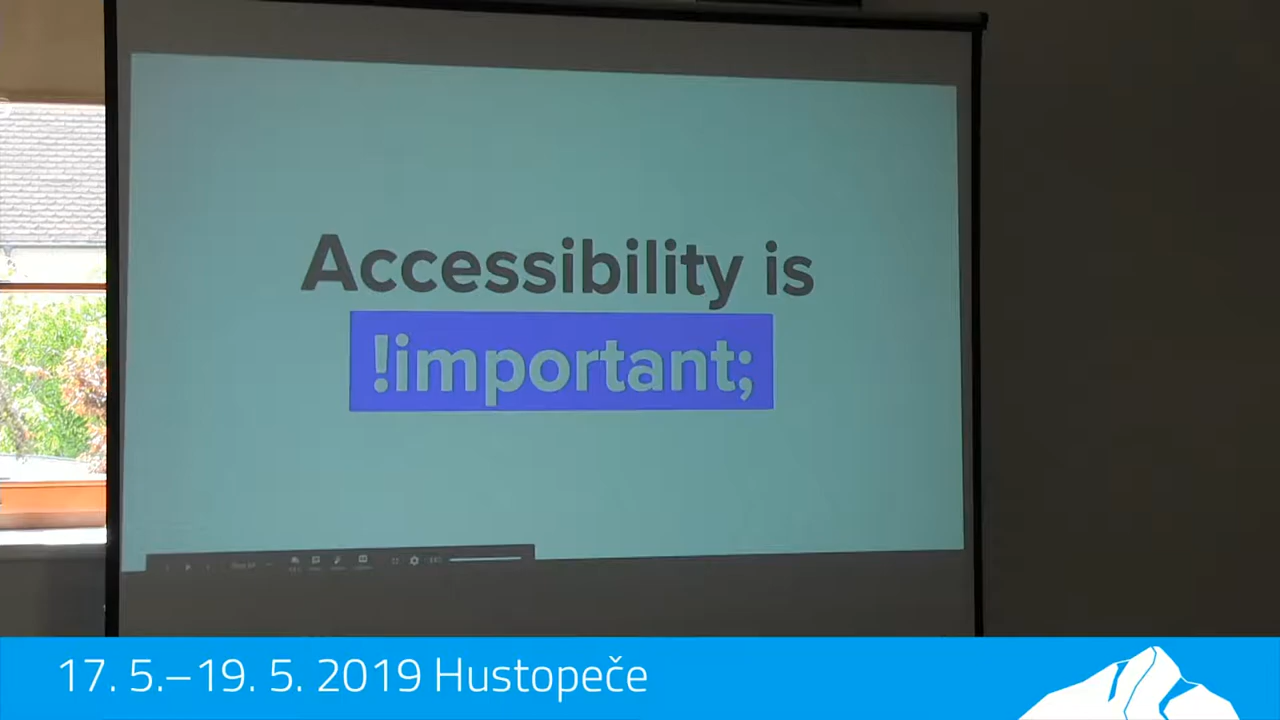 Accessibility is
!important;
17. 5.–19. 5. 2019 Hustopeče